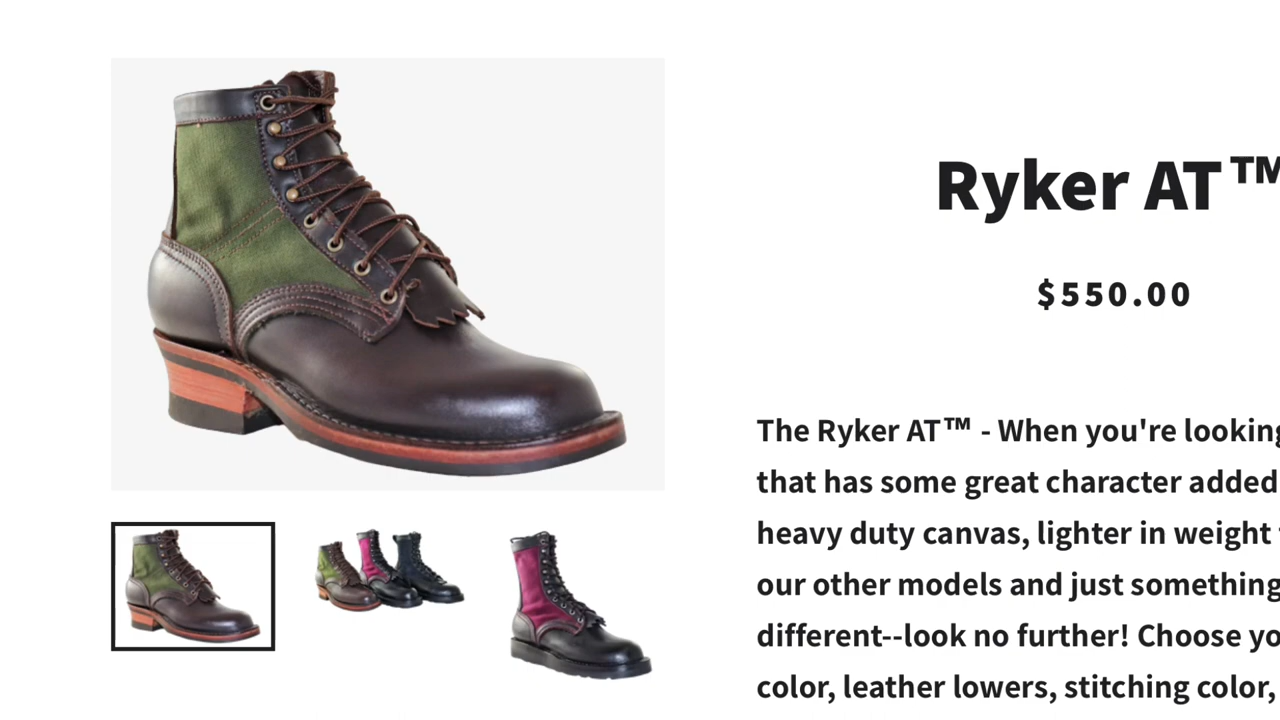 Ryker AT™
$550.00
The Ryker AT™ - When you're looking
that has some great character added
heavy duty canvas, lighter in weight
our other models and just something
different--look no further! Choose yo
color, leather lowers, stitching color,